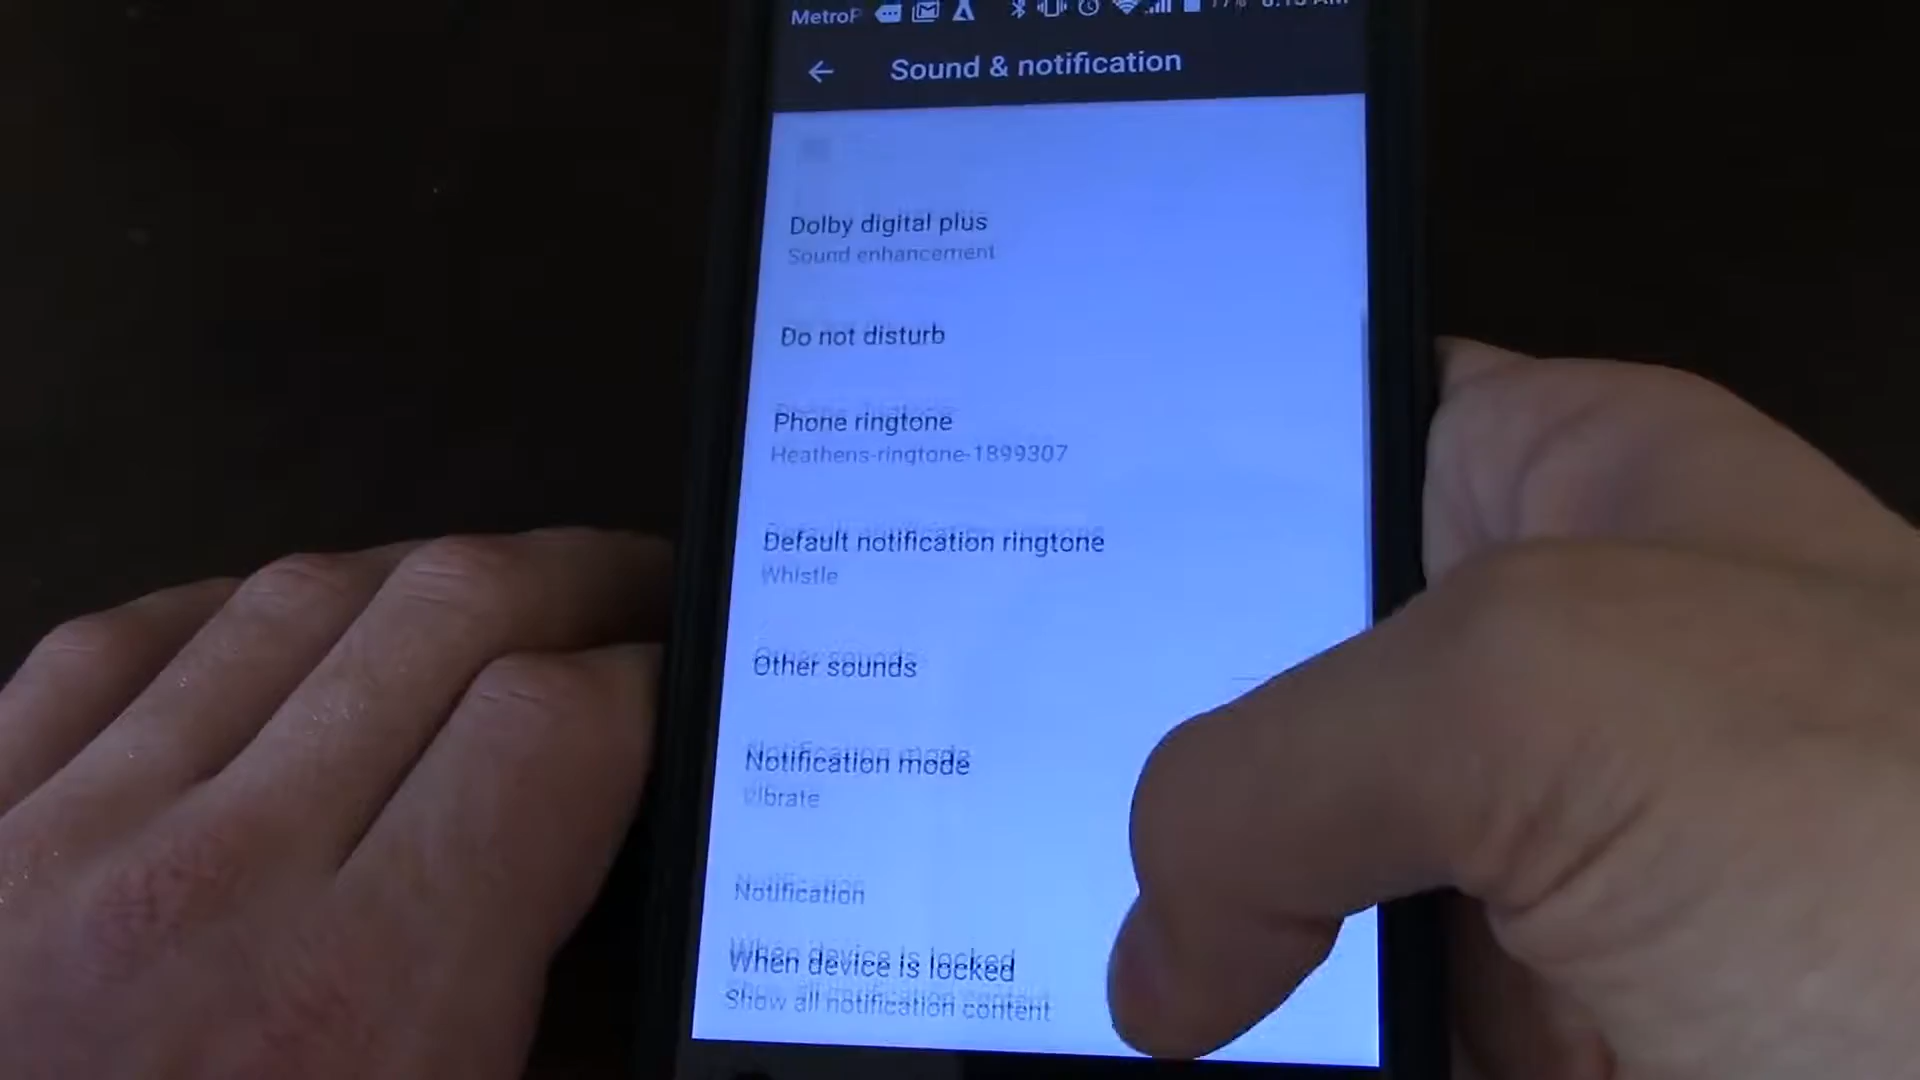 MetroP
Sound & notification
Dolby digital plus
Sound enhancement
Do not disturb
Phone ringtone
Heathens-ringtone-1899307
Default notification ringtone
Whistle
Other sounds
Notification mode
Vibrate
Notification
When device is locked
Show all notification content